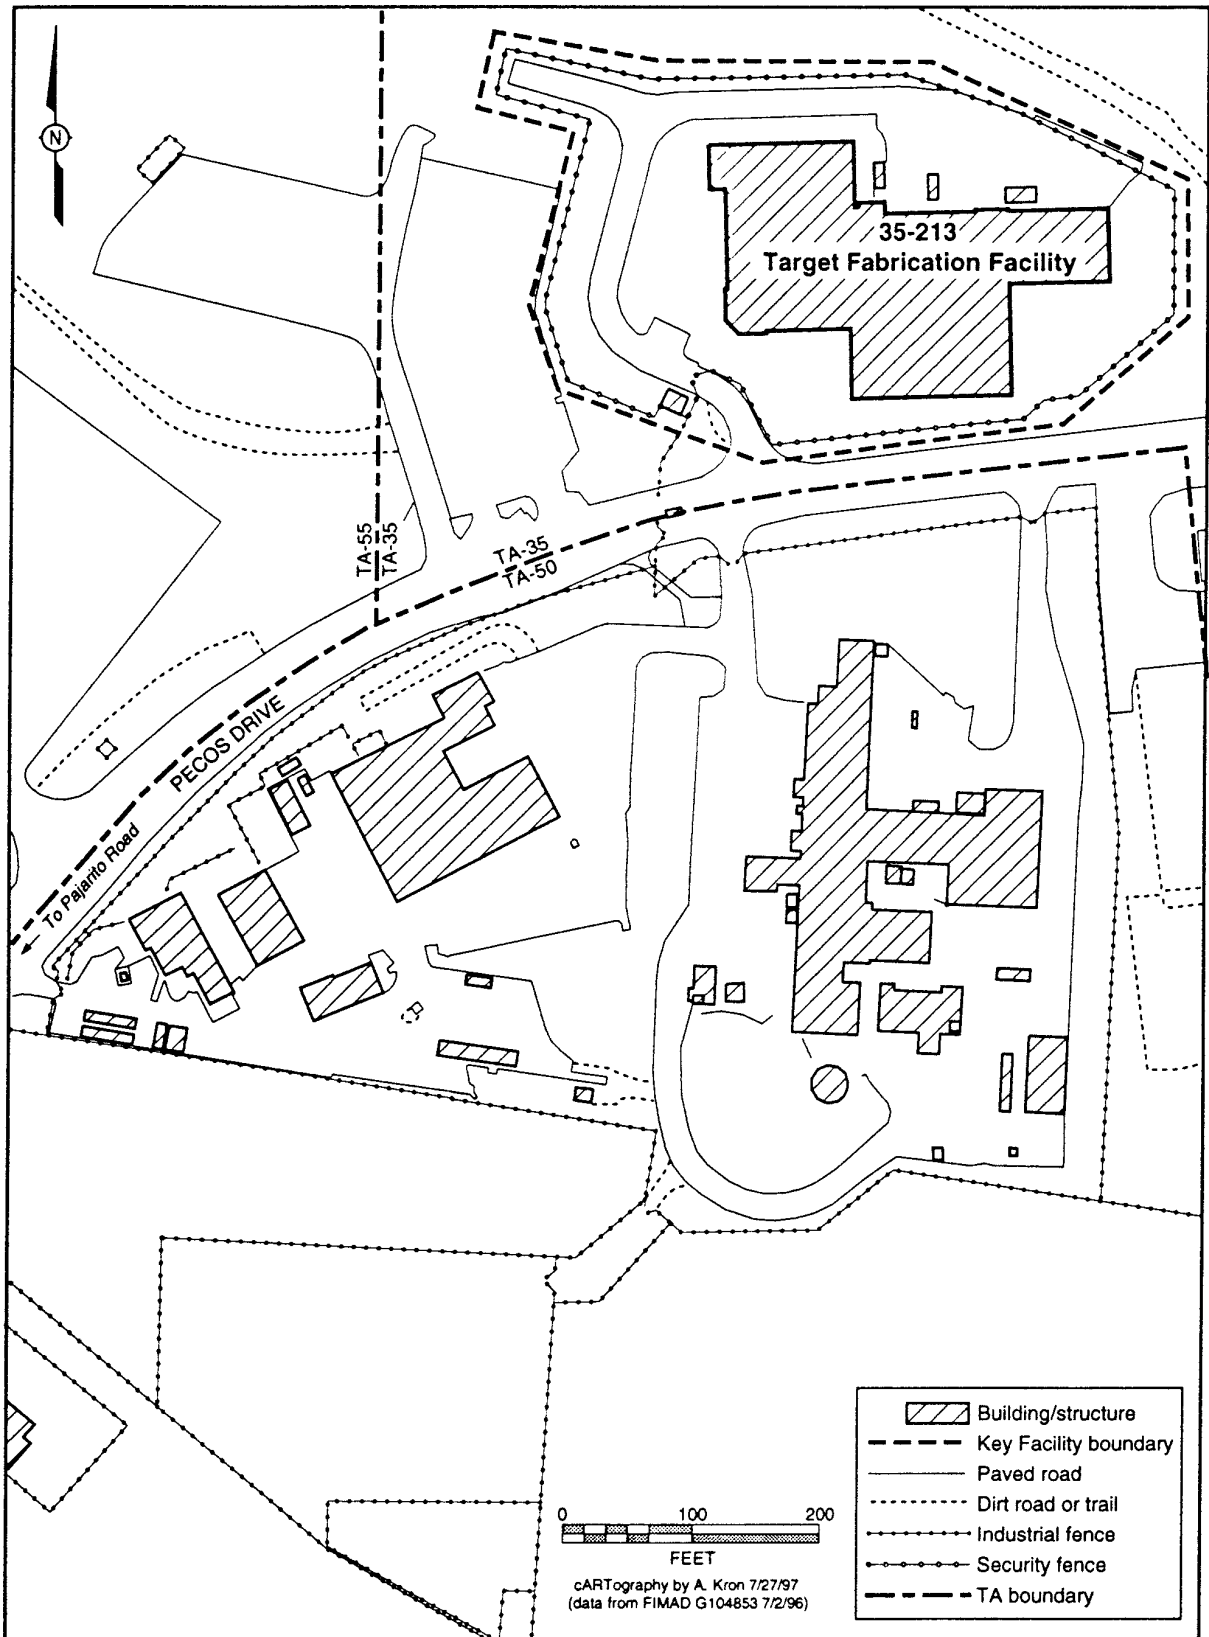 N
35-213
Target Fabrication Facility
TA-55
TA-35
TA-35
TA-50
PECOS DRIVE
To Pajarito Road
Building/structure
Key Facility boundary
Paved road
Dirt road or trail
Industrial fence
Security fence
TA boundary
0 100 200
FEET
cARTography by A. Kron 7/27/97
(data from FIMAD G104853 7/2/96)